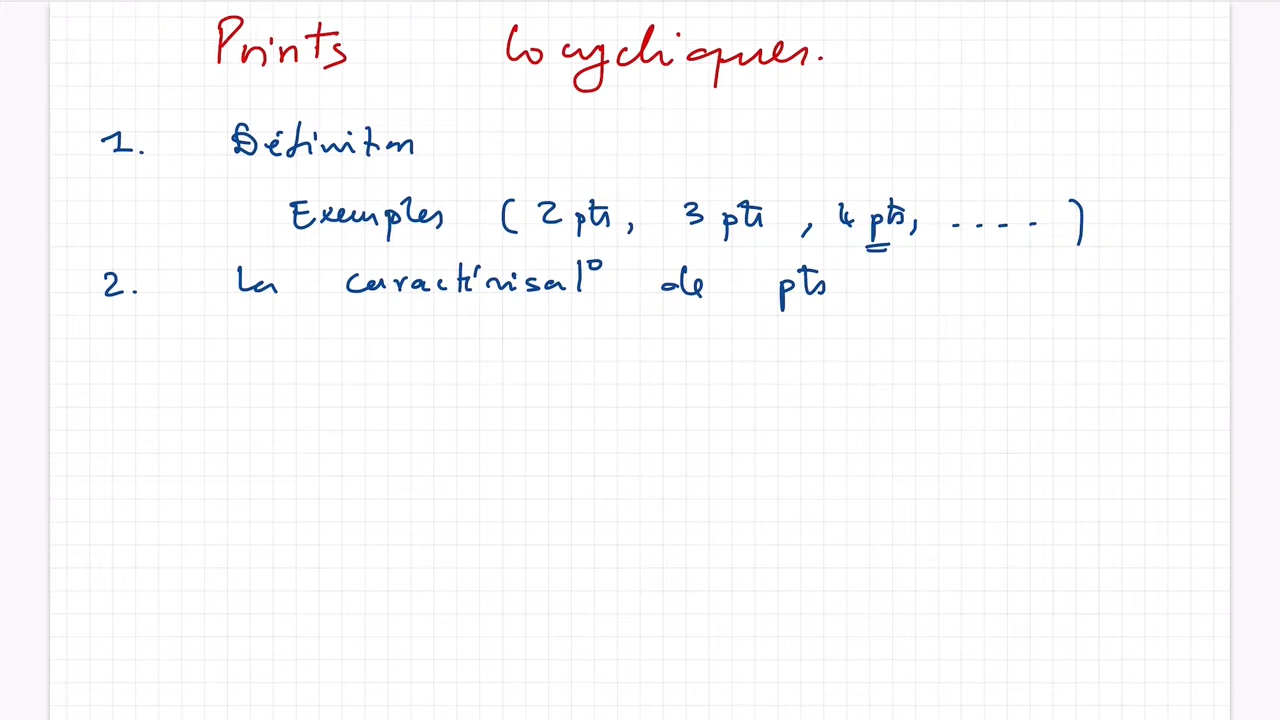 Points cocycliques.
1. Définition
Exemples ( 2 pts, 3 pts, 4 pts, .... )
2. La caractérisat° de pts